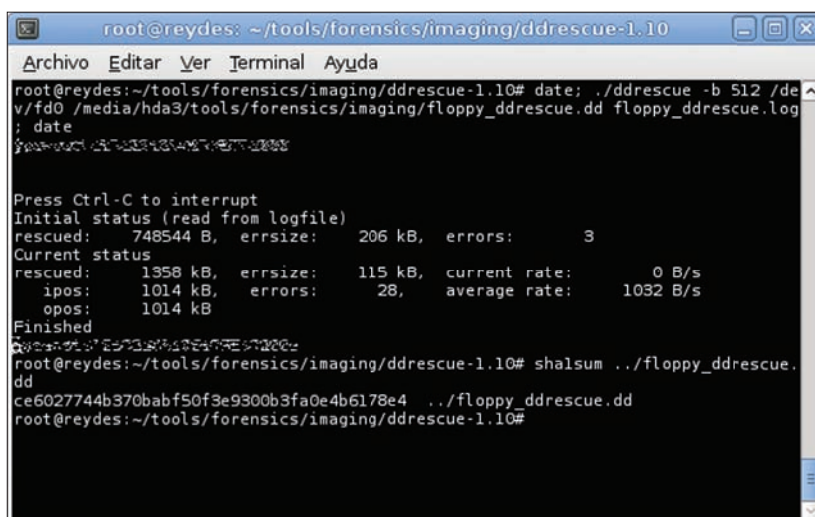 root@reydes: ~/tools/forensics/imaging/ddrescue-1.10
Archivo Editar Ver Terminal Ayuda
root@reydes:~/tools/forensics/imaging/ddrescue-1.10# date; ./ddrescue -b 512 /de
v/fd0 /media/hda3/tools/forensics/imaging/floppy_ddrescue.dd floppy_ddrescue.log
; date
Press Ctrl-C to interrupt
Initial status (read from logfile)
rescued: 748544 B, errsize: 206 kB, errors: 3
Current status
rescued: 1358 kB, errsize: 115 kB, current rate: 0 B/s
ipos: 1014 kB, errors: 28, average rate: 1032 B/s
opos: 1014 kB
Finished
root@reydes:~/tools/forensics/imaging/ddrescue-1.10# sha1sum ../floppy_ddrescue.
dd
ce6027744b370babf50f3e9300b3fa0e4b6178e4 ../floppy_ddrescue.dd
root@reydes:~/tools/forensics/imaging/ddrescue-1.10#